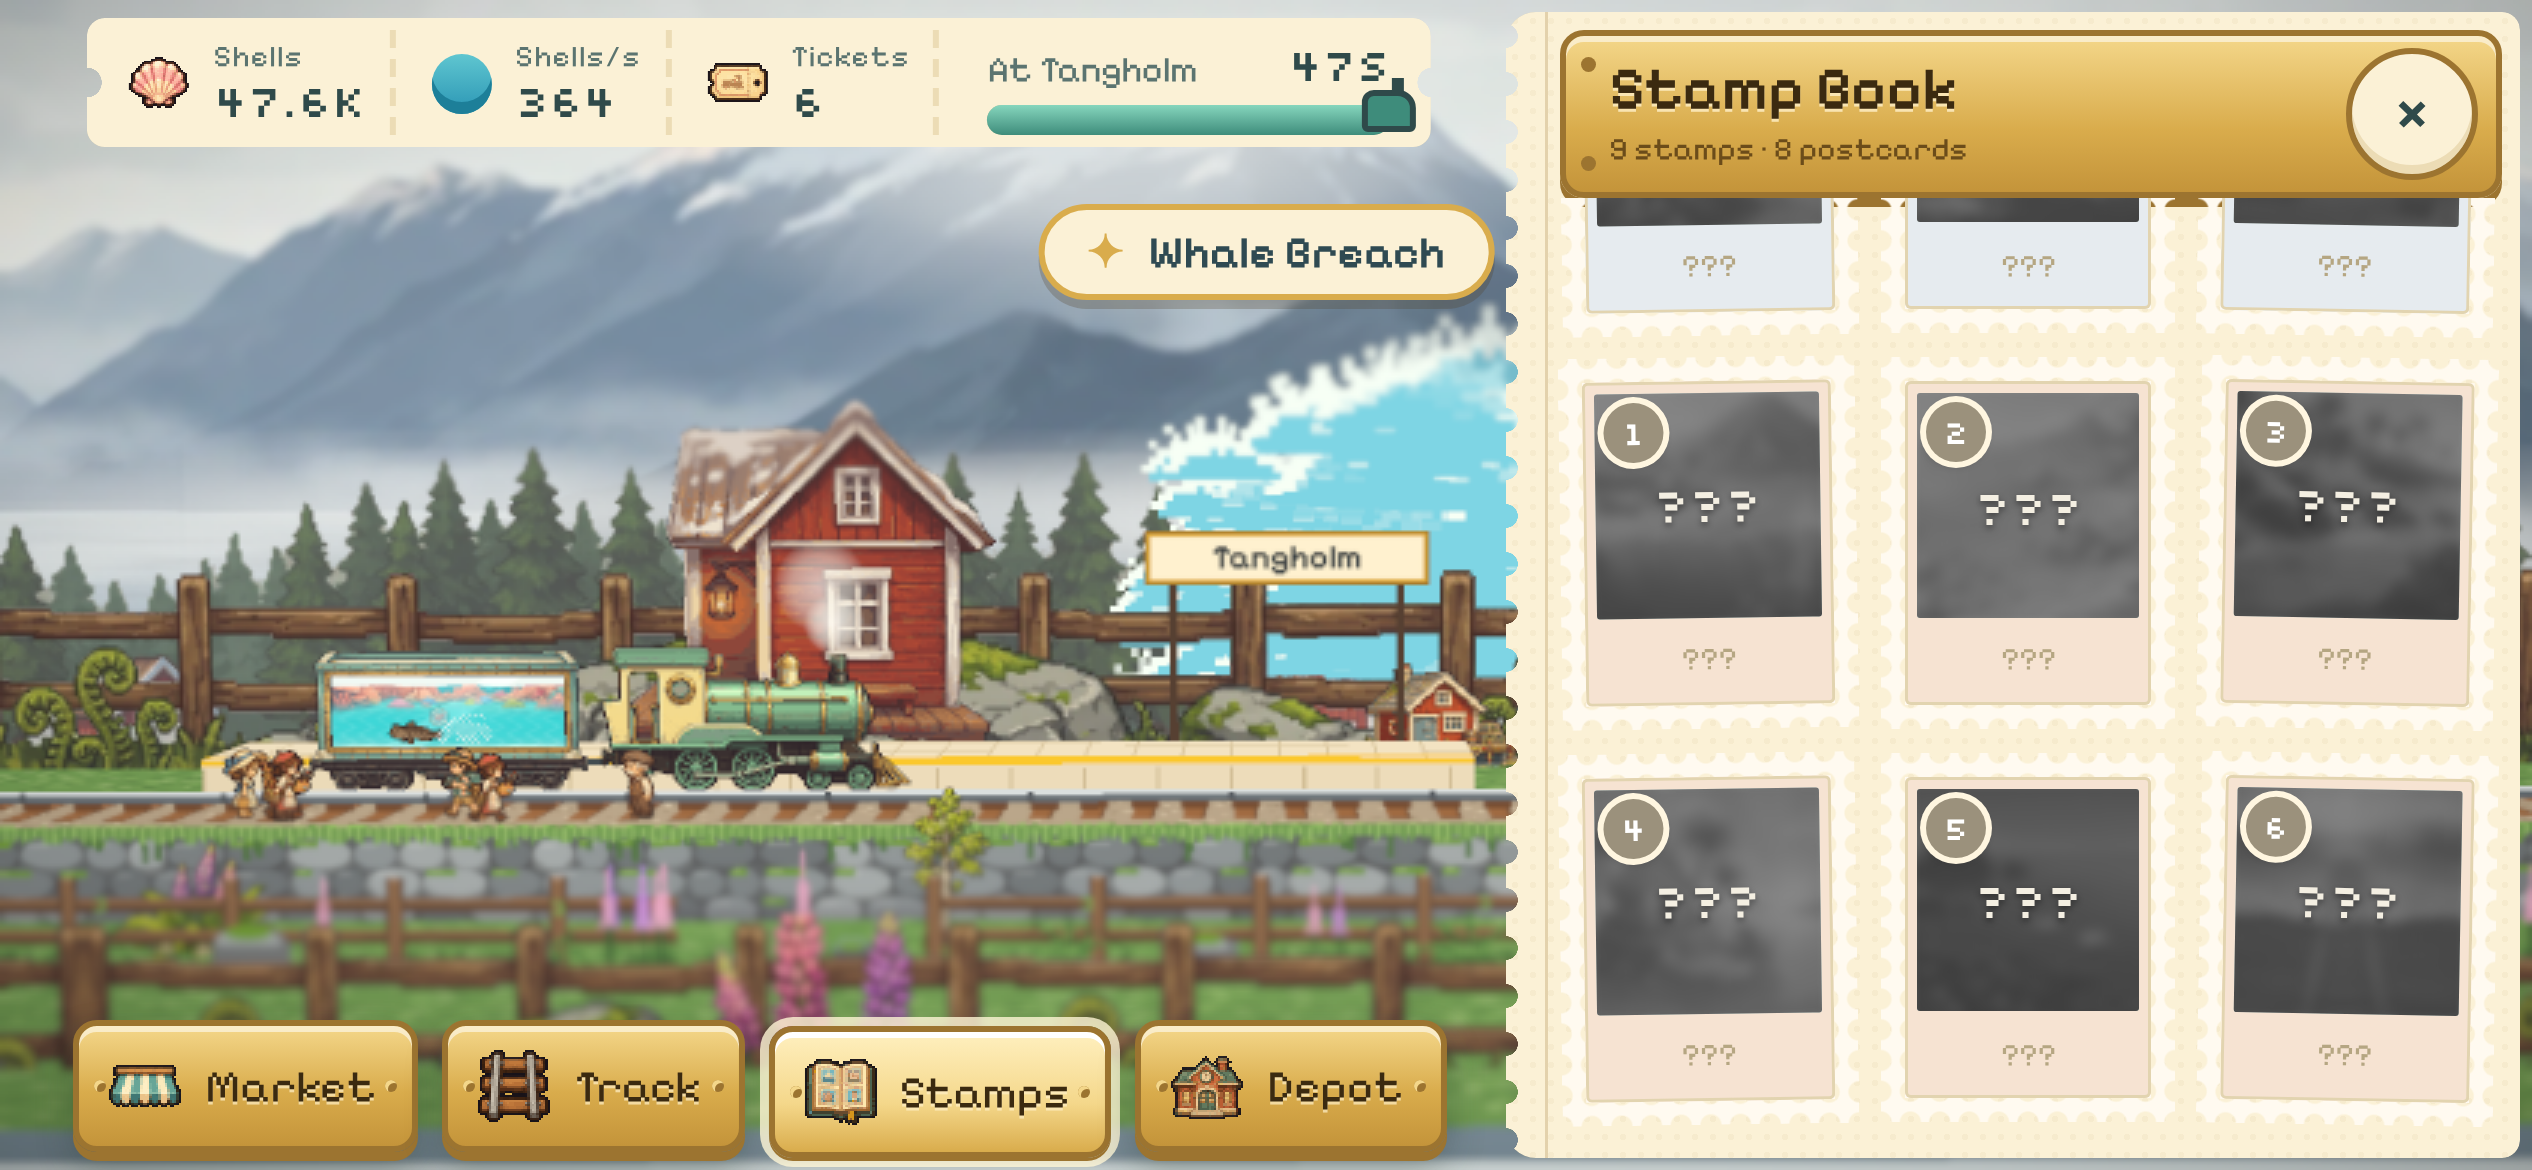 Shells
47.6K
Shells/s
364
Tickets
6
At Tangholm
47s
Whale Breach
Tangholm
Market
Track
Stamps
Depot
Stamp Book
9 stamps · 8 postcards
×
???
???
???
1
???
???
2
???
???
3
???
???
4
???
???
5
???
???
6
???
???